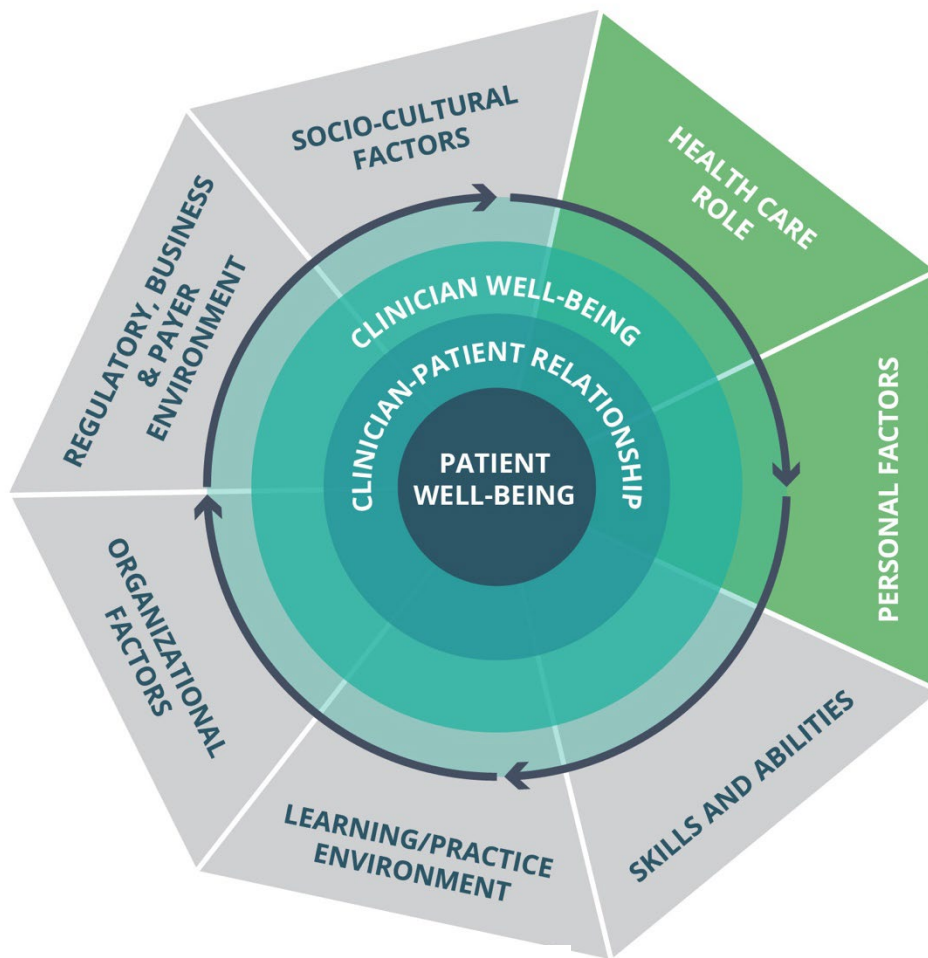 SOCIO-CULTURAL
FACTORS
HEALTH CARE
ROLE
PERSONAL FACTORS
SKILLS AND ABILITIES
LEARNING/PRACTICE
ENVIRONMENT
ORGANIZATIONAL
FACTORS
REGULATORY, BUSINESS
& PAYER
ENVIRONMENT
CLINICIAN WELL-BEING
CLINICIAN-PATIENT RELATIONSHIP
PATIENT
WELL-BEING